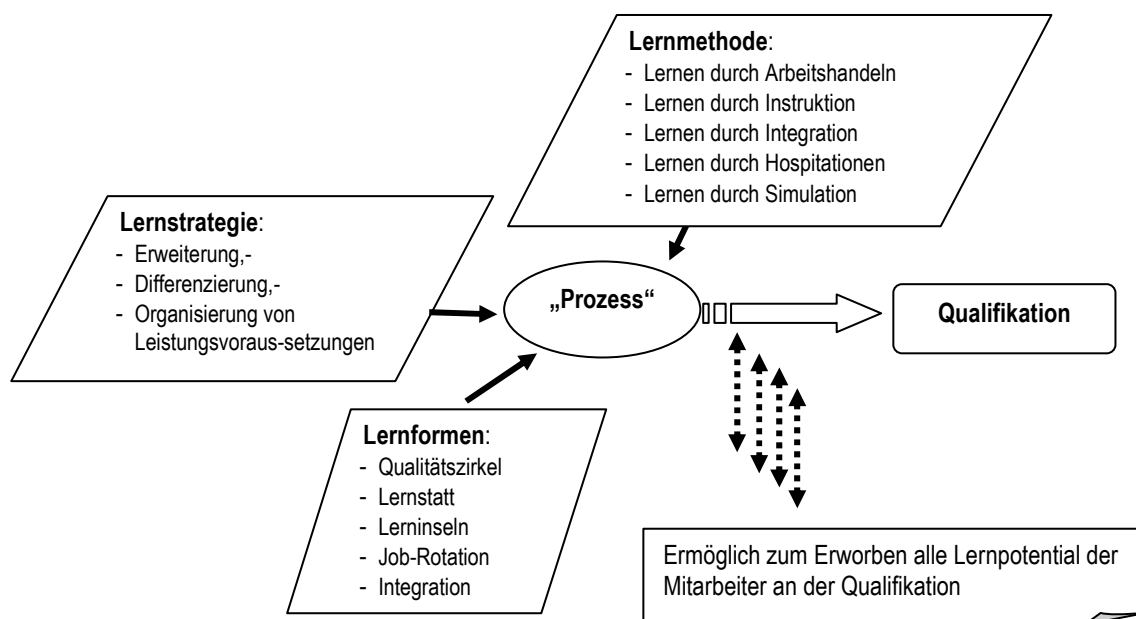 Lernmethode:
- Lernen durch Arbeitshandeln
- Lernen durch Instruktion
- Lernen durch Integration
- Lernen durch Hospitationen
- Lernen durch Simulation
Lernstrategie:
- Erweiterung,-
- Differenzierung,-
- Organisierung von
Leistungsvoraus-setzungen
„Prozess“
Qualifikation
Lernformen:
- Qualitätszirkel
- Lernstatt
- Lerninseln
- Job-Rotation
- Integration
Ermöglich zum Erworben alle Lernpotential der
Mitarbeiter an der Qualifikation